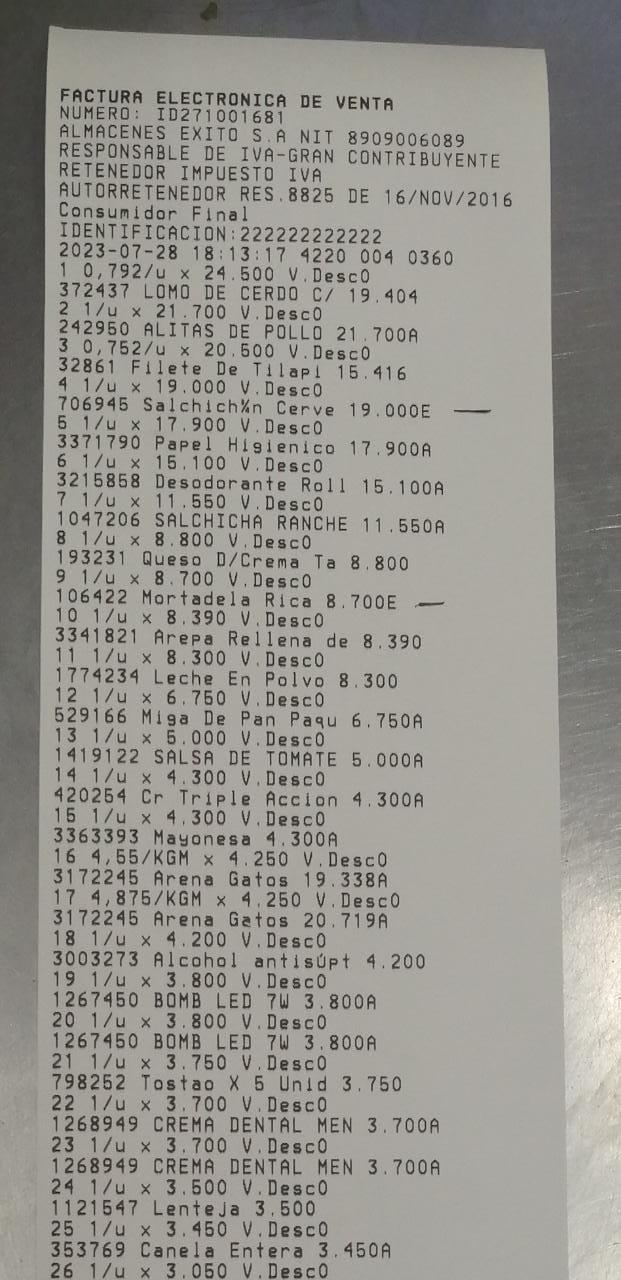 FACTURA ELECTRONICA DE VENTA
NUMERO: ID271001681
ALMACENES EXITO S.A NIT 8909006089
RESPONSABLE DE IVA-GRAN CONTRIBUYENTE
RETENEDOR IMPUESTO IVA
AUTORRETENEDOR RES.8825 DE 16/NOV/2016
Consumidor Final
IDENTIFICACION:222222222222
2023-07-28 18:13:17 4220 004 0360
1 0,792/u x 24.500 V.Desc0
372437 LOMO DE CERDO C/ 19.404
2 1/u x 21.700 V.Desc0
242950 ALITAS DE POLLO 21.700A
3 0,752/u x 20.500 V.Desc0
32861 Filete De Tilapi 15.416
4 1/u x 19.000 V.Desc0
706945 Salchich%n Cerve 19.000E
5 1/u x 17.900 V.Desc0
3371790 Papel Higienico 17.900A
6 1/u x 15.100 V.Desc0
3215858 Desodorante Roll 15.100A
7 1/u x 11.550 V.Desc0
1047206 SALCHICHA RANCHE 11.550A
8 1/u x 8.800 V.Desc0
193231 Queso D/Crema Ta 8.800
9 1/u x 8.700 V.Desc0
106422 Mortadela Rica 8.700E
10 1/u x 8.390 V.Desc0
3341821 Arepa Rellena de 8.390
11 1/u x 8.300 V.Desc0
1774234 Leche En Polvo 8.300
12 1/u x 6.750 V.Desc0
529166 Miga De Pan Paqu 6.750A
13 1/u x 5.000 V.Desc0
1419122 SALSA DE TOMATE 5.000A
14 1/u x 4.300 V.Desc0
420254 Cr Triple Accion 4.300A
15 1/u x 4.300 V.Desc0
3363393 Mayonesa 4.300A
16 4,55/KGM x 4.250 V.Desc0
3172245 Arena Gatos 19.338A
17 4,875/KGM x 4.250 V.Desc0
3172245 Arena Gatos 20.719A
18 1/u x 4.200 V.Desc0
3003273 Alcohol antisÚpt 4.200
19 1/u x 3.800 V.Desc0
1267450 BOMB LED 7W 3.800A
20 1/u x 3.800 V.Desc0
1267450 BOMB LED 7W 3.800A
21 1/u x 3.750 V.Desc0
798252 Tostao X 5 Unid 3.750
22 1/u x 3.700 V.Desc0
1268949 CREMA DENTAL MEN 3.700A
23 1/u x 3.700 V.Desc0
1268949 CREMA DENTAL MEN 3.700A
24 1/u x 3.500 V.Desc0
1121547 Lenteja 3.500
25 1/u x 3.450 V.Desc0
353769 Canela Entera 3.450A
26 1/u x 3.050 V.Desc0